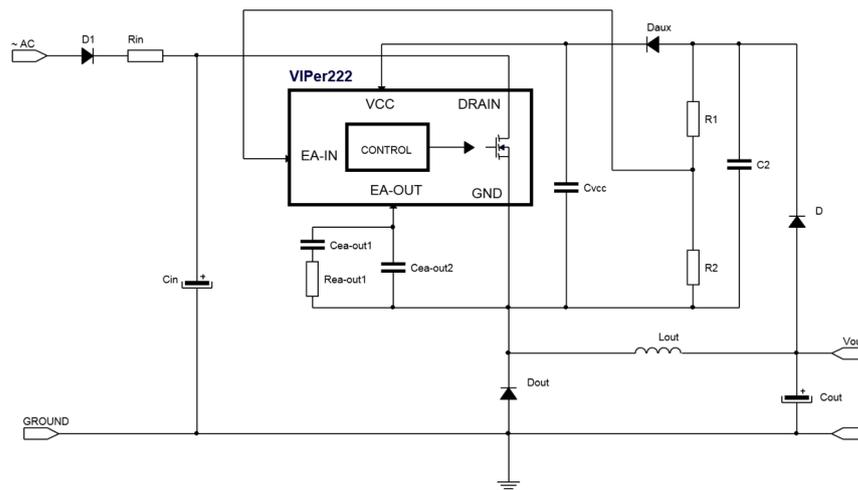 ~ AC
D1
Rin
Daux
VIPer222
VCC
DRAIN
R1
CONTROL
EA-IN
EA-OUT
GND
Cvcc
C2
D
Cea-out1
Cea-out2
Rea-out1
R2
Cin
+
Lout
Vou
Dout
+
Cout
GROUND